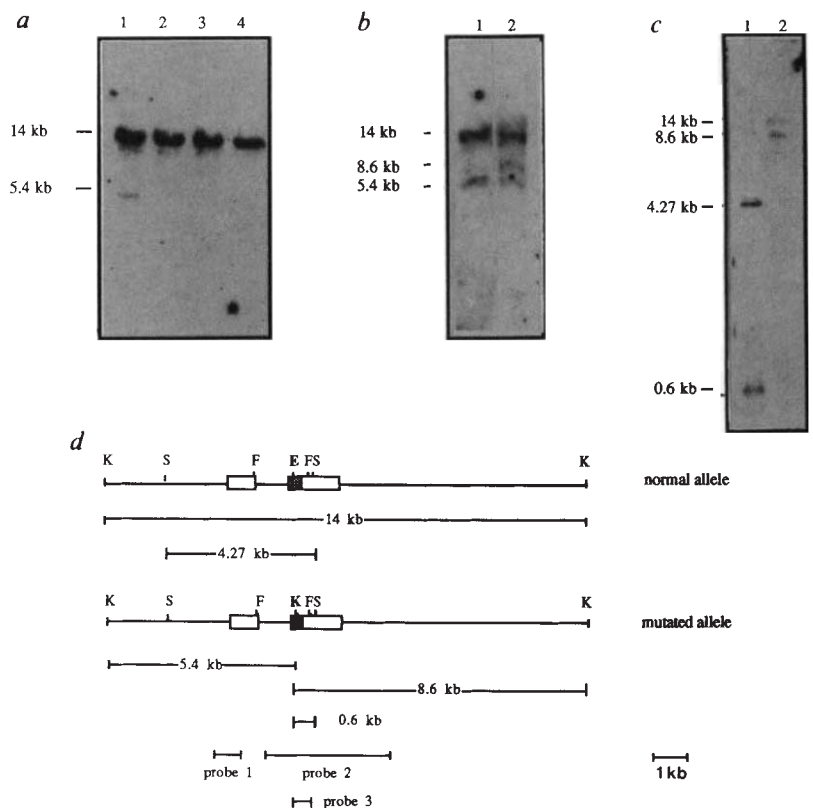 a
1 2 3 4
14 kb
5.4 kb
b
1 2
14 kb
8.6 kb
5.4 kb
c
1 2
14 kb
8.6 kb
4.27 kb
0.6 kb
d
K S F E FS K
normal allele
14 kb
4.27 kb
K S F K FS K
mutated allele
5.4 kb
8.6 kb
0.6 kb
probe 1 probe 2
1kb
probe 3